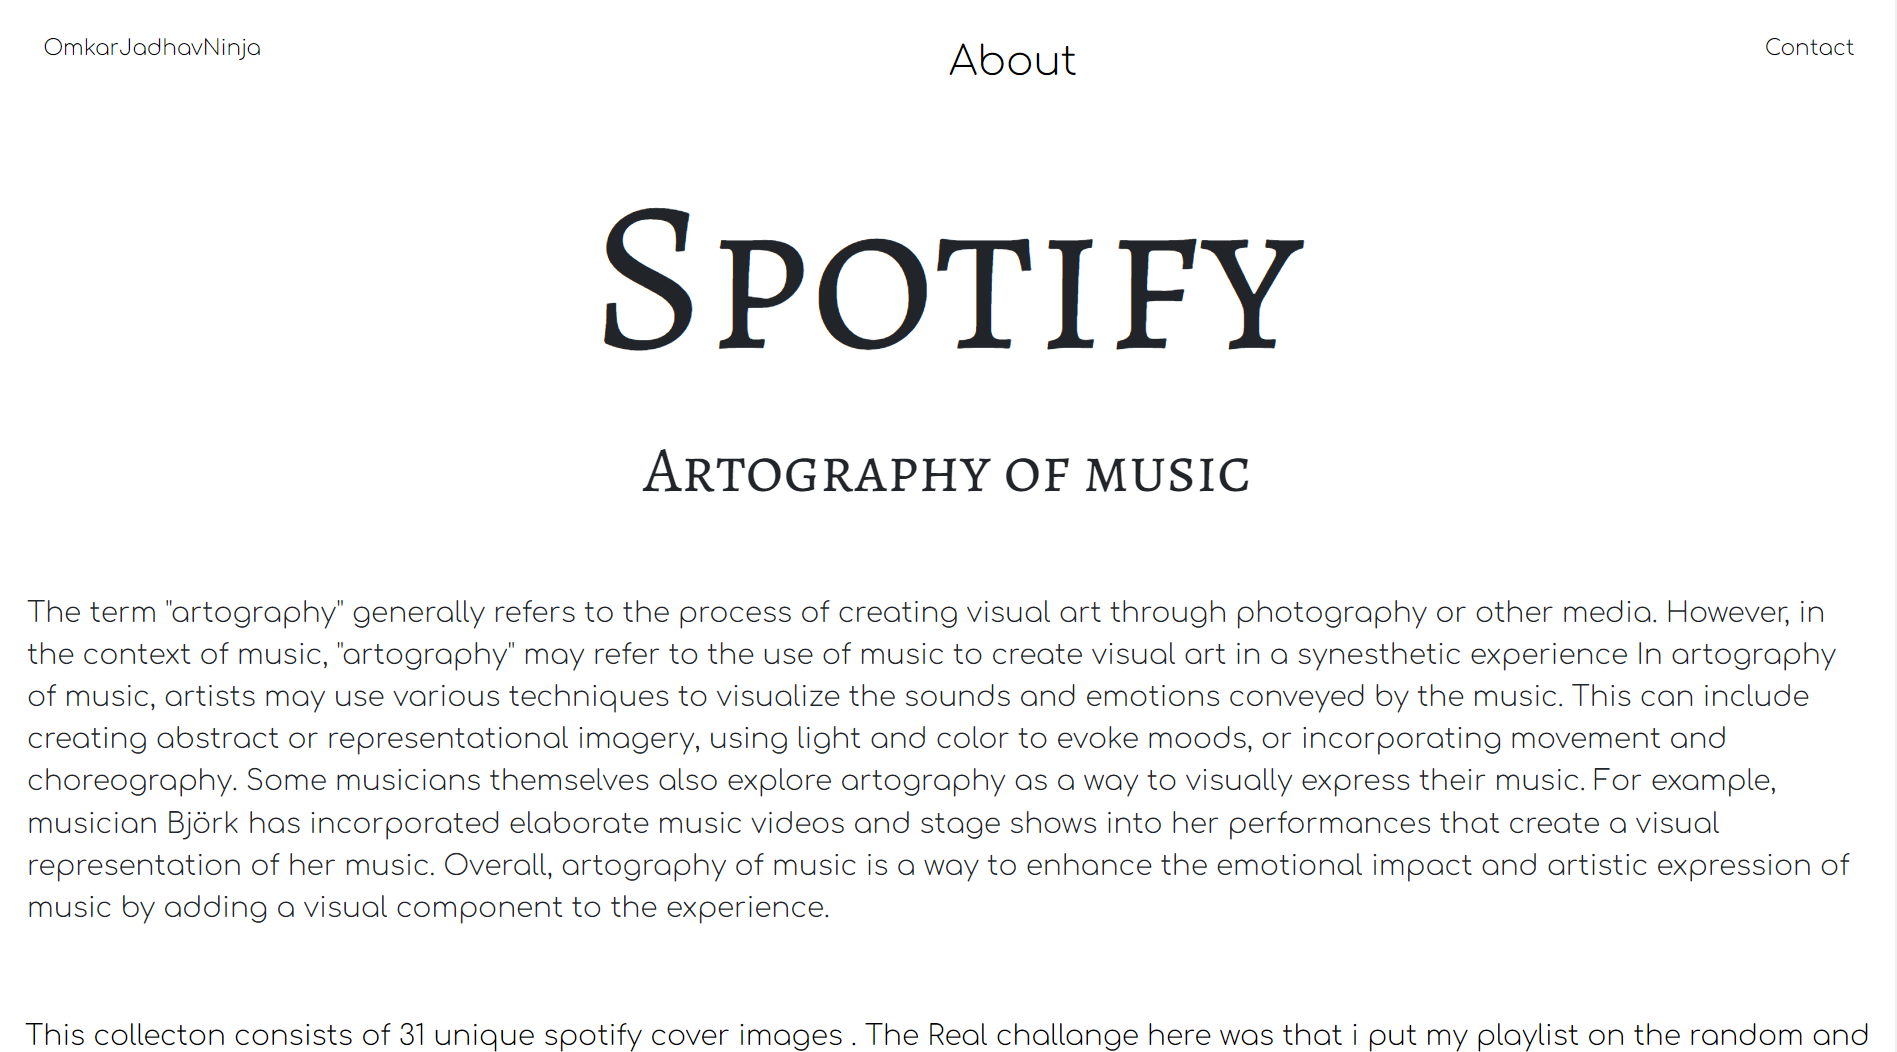 OmkarJadhavNinja
About
Contact
Spotify
Artography of music
The term "artography" generally refers to the process of creating visual art through photography or other media. However, in
the context of music, "artography" may refer to the use of music to create visual art in a synesthetic experience In artography
of music, artists may use various techniques to visualize the sounds and emotions conveyed by the music. This can include
creating abstract or representational imagery, using light and color to evoke moods, or incorporating movement and
choreography. Some musicians themselves also explore artography as a way to visually express their music. For example,
musician Björk has incorporated elaborate music videos and stage shows into her performances that create a visual
representation of her music. Overall, artography of music is a way to enhance the emotional impact and artistic expression of
music by adding a visual component to the experience.
This collecton consists of 31 unique spotify cover images . The Real challange here was that i put my playlist on the random and